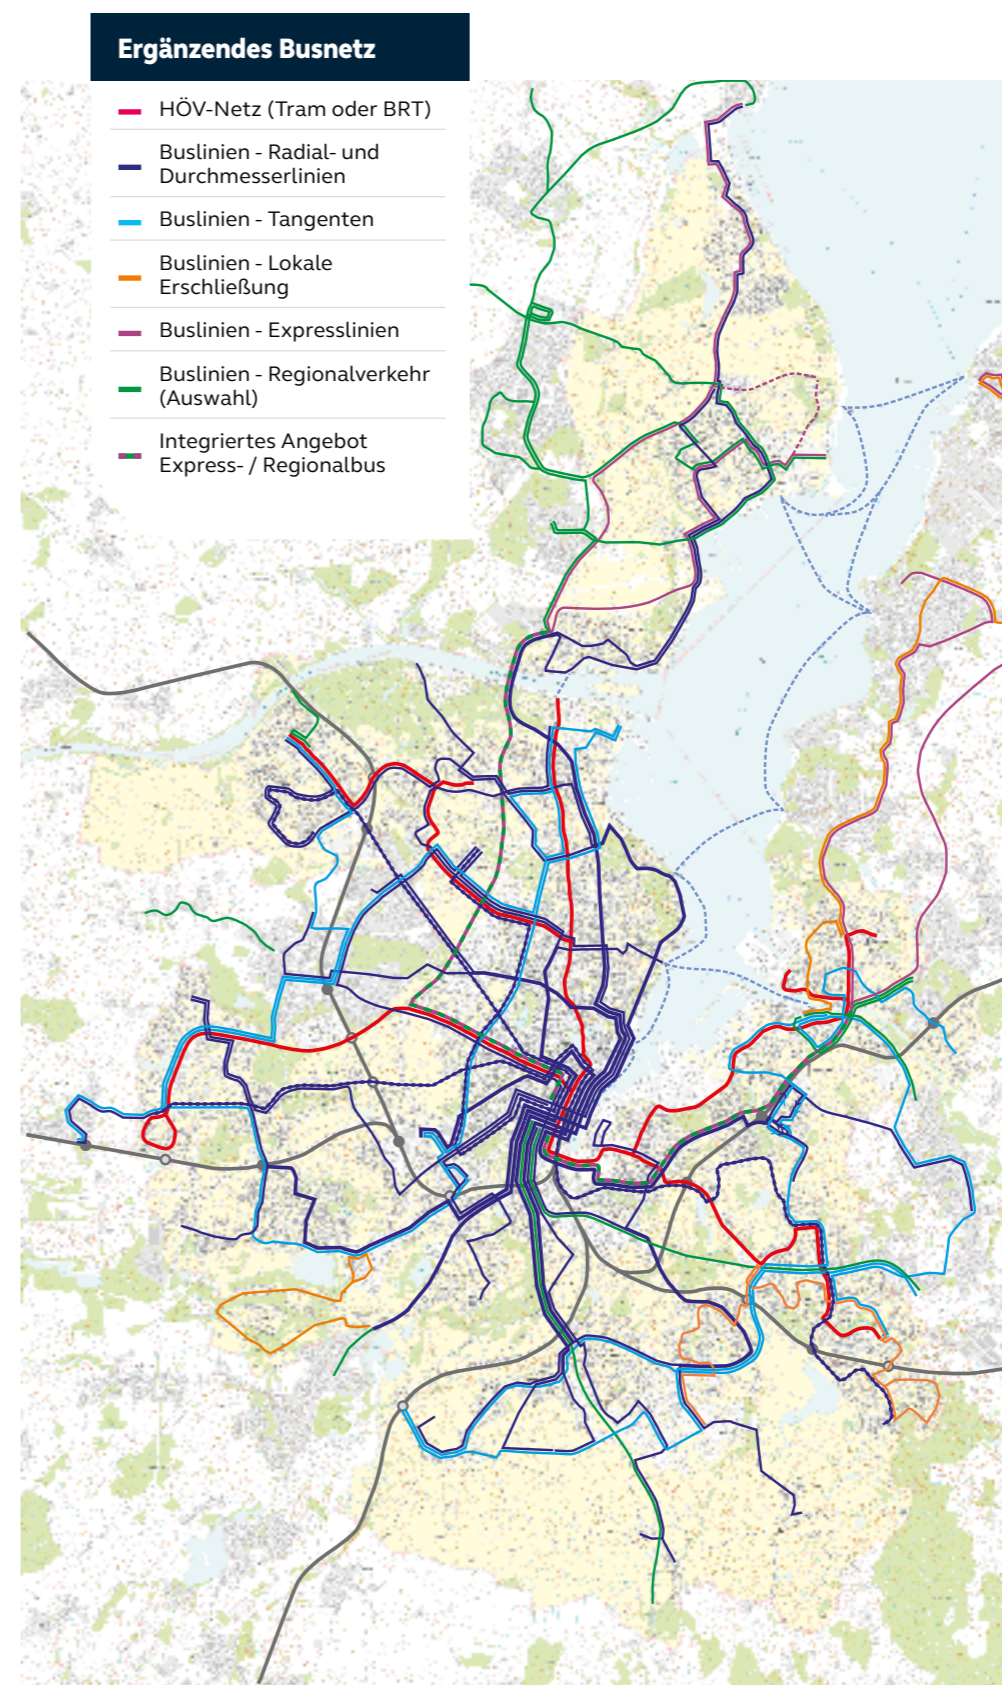 Ergänzendes Busnetz
HÖV-Netz (Tram oder BRT)
Buslinien - Radial- und
Durchmesserlinien
Buslinien - Tangenten
Buslinien - Lokale
Erschließung
Buslinien - Expresslinien
Buslinien - Regionalverkehr
(Auswahl)
Integriertes Angebot
Express- / Regionalbus